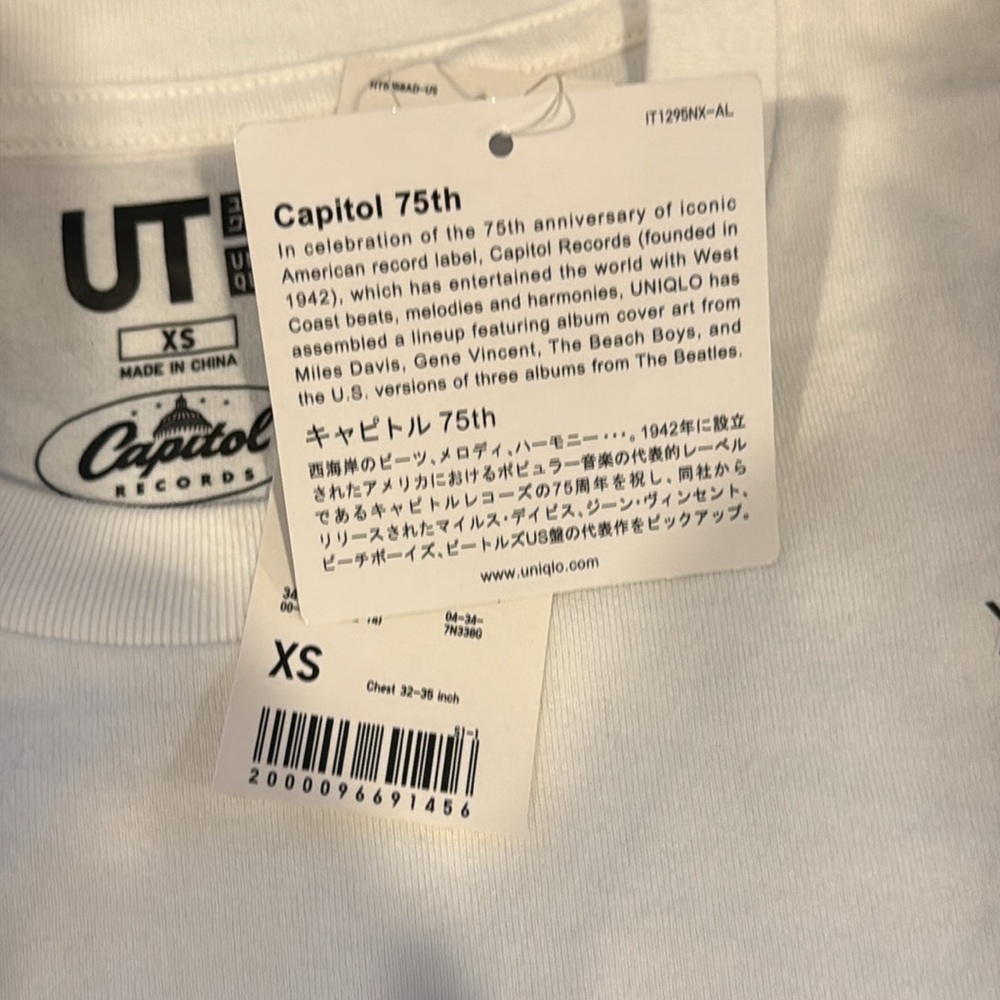 IT1295NX-AL
Capitol 75th
In celebration of the 75th anniversary of iconic
American record label, Capitol Records (founded in
1942), which has entertained the world with West
Coast beats, melodies and harmonies, UNIQLO has
assembled a lineup featuring album cover art from
Miles Davis, Gene Vincent, The Beach Boys, and
the U.S. versions of three albums from The Beatles.
キャピトル 75th
西海岸のビーツ、メロディ、ハーモニー・・・。1942年に設立
されたアメリカにおけるポピュラー音楽の代表的レーベル
であるキャピトルレコーズの75周年を祝し、同社から
リリースされたマイルス・デイビス、ジーン・ヴィンセント、
ビーチボーイズ、ビートルズUS盤の代表作をピックアップ。
www.uniqlo.com
UT
XS
MADE IN CHINA
Capitol
RECORDS
34
00-
04-34-
7N338G
XS
Chest 32-35 inch
S1-1
2000096691456